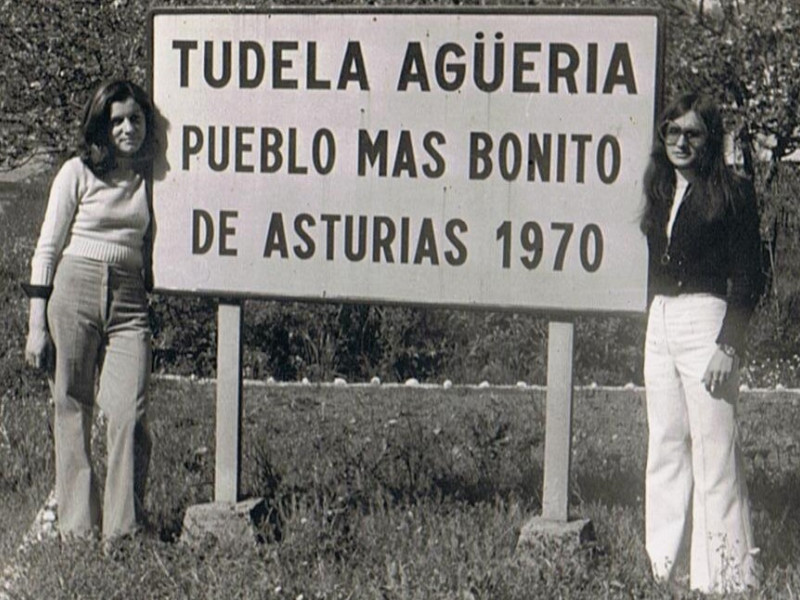 TUDELA AGÜERIA
PUEBLO MAS BONITO
DE ASTURIAS 1970